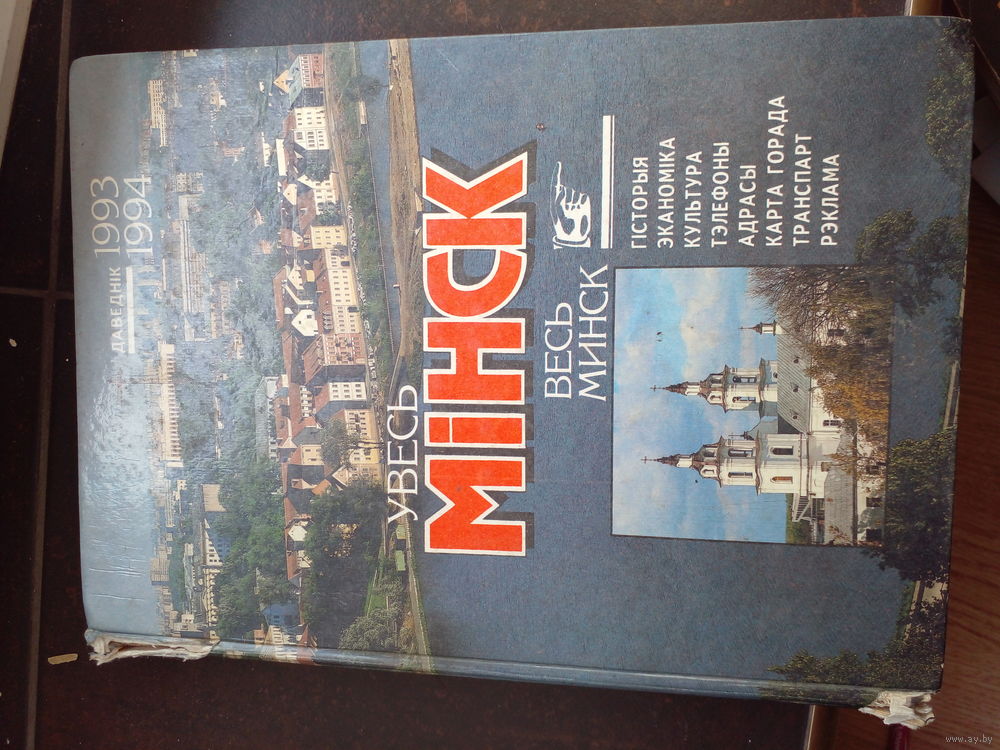 ДАВЕДНІК 1993
1994
УВЕСЬ
МІНСК
ВЕСЬ
МИНСК
ГІСТОРЫЯ
ЭКАНОМІКА
КУЛЬТУРА
ТЭЛЕФОНЫ
АДРАСЫ
КАРТА ГОРАДА
ТРАНСПАРТ
РЭКЛАМА
www.ay.by